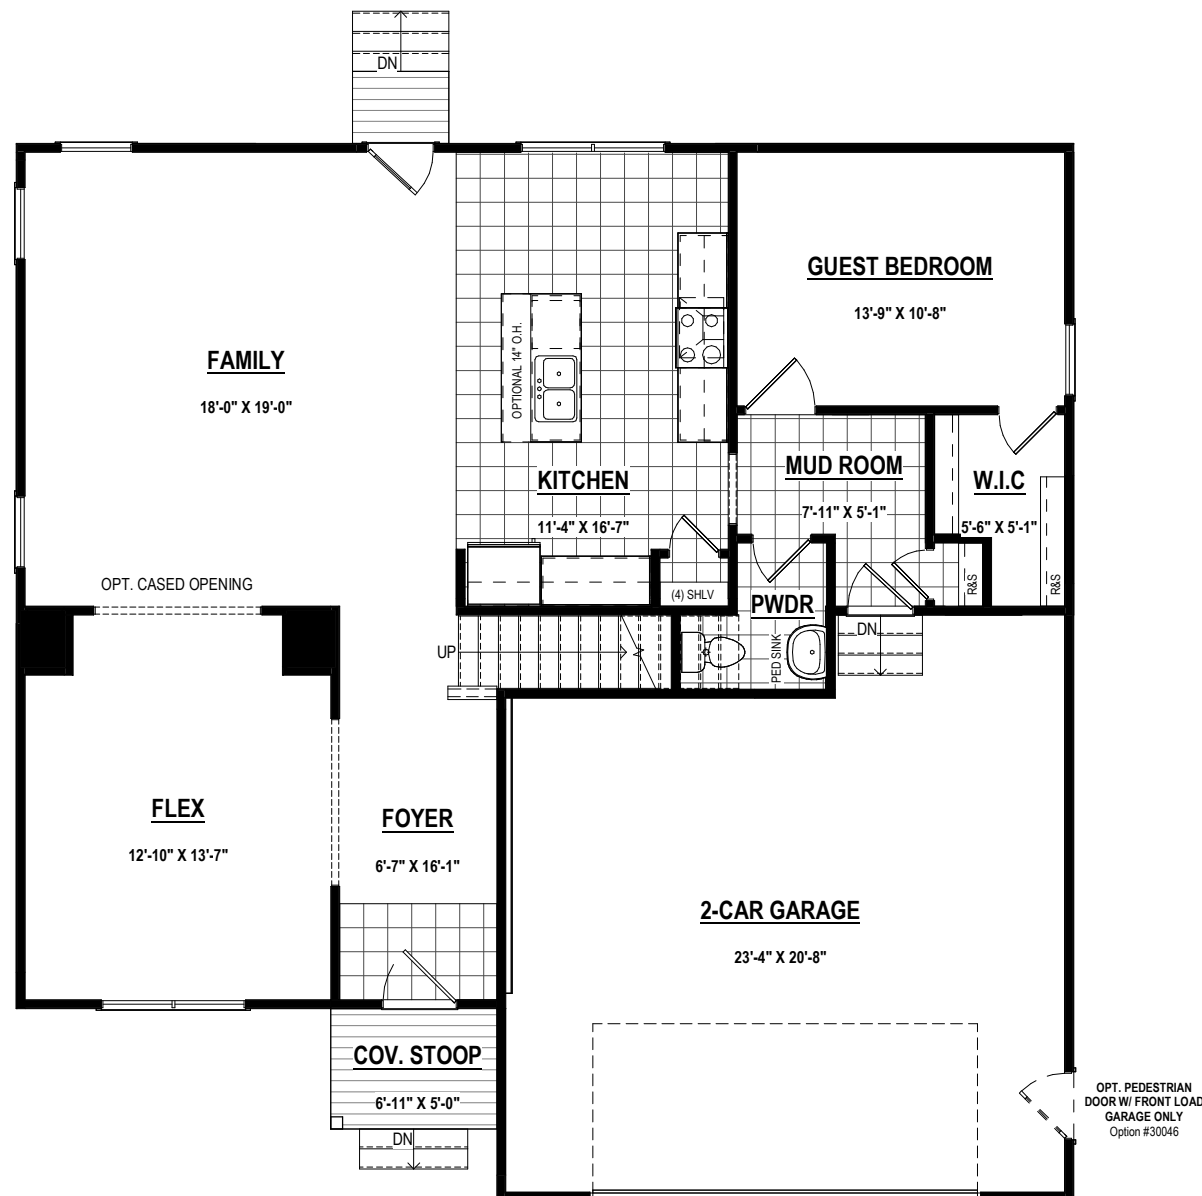 DN
GUEST BEDROOM
13'-9" X 10'-8"
FAMILY
18'-0" X 19'-0"
OPTIONAL 14" O.H.
KITCHEN
11'-4" X 16'-7"
MUD ROOM
7'-11" X 5'-1"
W.I.C
5'-6" X 5'-1"
OPT. CASED OPENING
(4) SHLV
R&S
R&S
PWDR
PED SINK
DN
UP
FLEX
12'-10" X 13'-7"
FOYER
6'-7" X 16'-1"
2-CAR GARAGE
23'-4" X 20'-8"
COV. STOOP
6'-11" X 5'-0"
DN
OPT. PEDESTRIAN
DOOR W/ FRONT LOAD
GARAGE ONLY
Option #30046